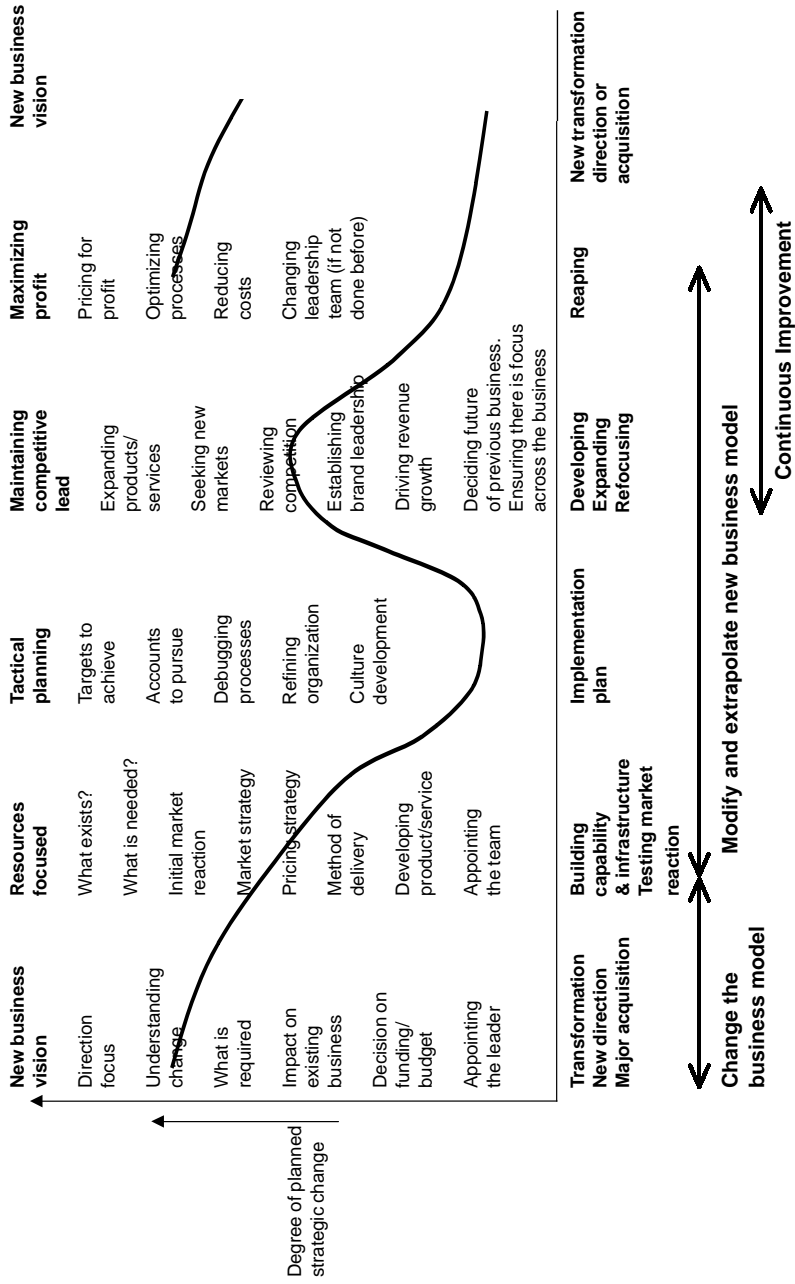 Degree of planned
strategic change
New business
vision
Direction
focus
Understanding
change
What is
required
Impact on
existing
business
Decision on
funding/
budget
Appointing
the leader
Transformation
New direction
Major acquisition
Resources
focused
What exists?
What is needed?
Initial market
reaction
Market strategy
Pricing strategy
Method of
delivery
Developing
product/service
Appointing
the team
Building
capability
& infrastructure
Testing market
reaction
Tactical
planning
Targets to
achieve
Accounts
to pursue
Debugging
processes
Refining
organization
Culture
development
Implementation
plan
Maintaining
competitive
lead
Expanding
products/
services
Seeking new
markets
Reviewing
competition
Establishing
brand leadership
Driving revenue
growth
Deciding future
of previous business.
Ensuring there is focus
across the business
Developing
Expanding
Refocusing
Maximizing
profit
Pricing for
profit
Optimizing
processes
Reducing
costs
Changing
leadership
team (if not
done before)
Reaping
New business
vision
New transformation
direction or
acquisition
Change the
business model
Modify and extrapolate new business model
Continuous Improvement